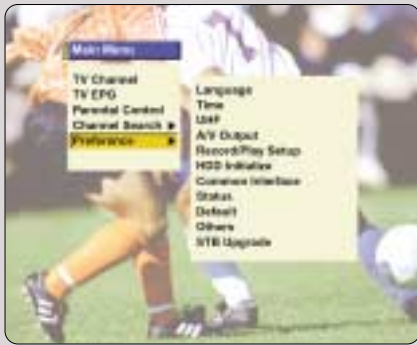 Main Menu
TV Channel
TV EPG
Parental Control
Channel Search ▶
Preference ▶
Language
Time
UHF
A/V Output
Record/Play Setup
HDD Initialize
Common Interface
Status
Default
Others
STB Upgrade